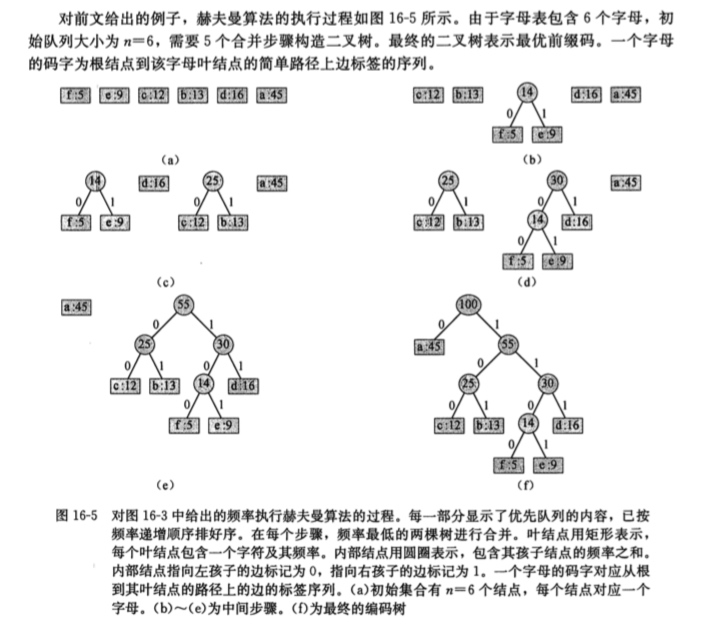 对前文给出的例子，赫夫曼算法的执行过程如图 16-5 所示。由于字母表包含 6 个字母，初
始队列大小为 n=6，需要 5 个合并步骤构造二叉树。最终的二叉树表示最优前缀码。一个字母
的码字为根结点到该字母叶结点的简单路径上边标签的序列。
f:5 e:9 c:12 b:13 d:16 a:45
(a)
c:12 b:13 14 d:16 a:45
0 1
f:5 e:9
(b)
14 d:16 25 a:45
0 1 0 1
f:5 e:9 c:12 b:13
(c)
25 30 a:45
0 1 0 1
c:12 b:13 14 d:16
0 1
f:5 e:9
(d)
a:45 55
0 1
25 30
0 1 0 1
c:12 b:13 14 d:16
0 1
f:5 e:9
(e)
100
0 1
a:45 55
0 1
25 30
0 1 0 1
c:12 b:13 14 d:16
0 1
f:5 e:9
(f)
图 16-5 对图 16-3 中给出的频率执行赫夫曼算法的过程。每一部分显示了优先队列的内容，已按
频率递增顺序排好序。在每个步骤，频率最低的两棵树进行合并。叶结点用矩形表示，
每个叶结点包含一个字符及其频率。内部结点用圆圈表示，包含其孩子结点的频率之和。
内部结点指向左孩子的边标记为 0，指向右孩子的边标记为 1。一个字母的码字对应从根
到其叶结点的路径上的边的标签序列。(a)初始集合有 n=6 个结点，每个结点对应一个
字母。(b)～(e)为中间步骤。(f)为最终的编码树